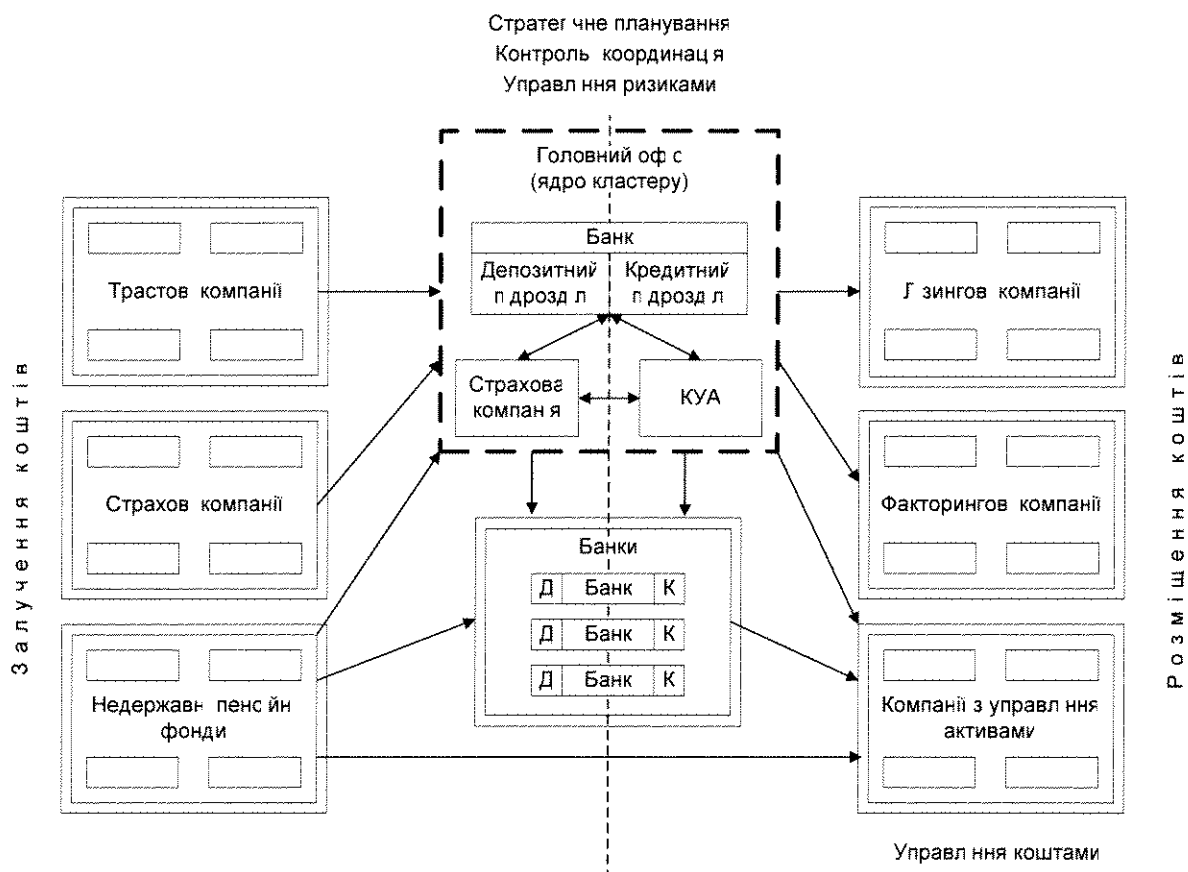 Стратег чне планування
Контроль координац я
Управл ння ризиками
Головний оф с
(ядро кластеру)
Банк
Депозитний
п дрозд л
Кредитний
п дрозд л
Страхова
компан я
КУА
Трастов компанії
Страхов компанії
Недержавн пенс йн
фонди
Банки
Д Банк К
Д Банк К
Д Банк К
Л зингов компанії
Факторингов компанії
Компанії з управл ння
активами
Залучення коштів
Розміщення коштів
Управл ння коштами